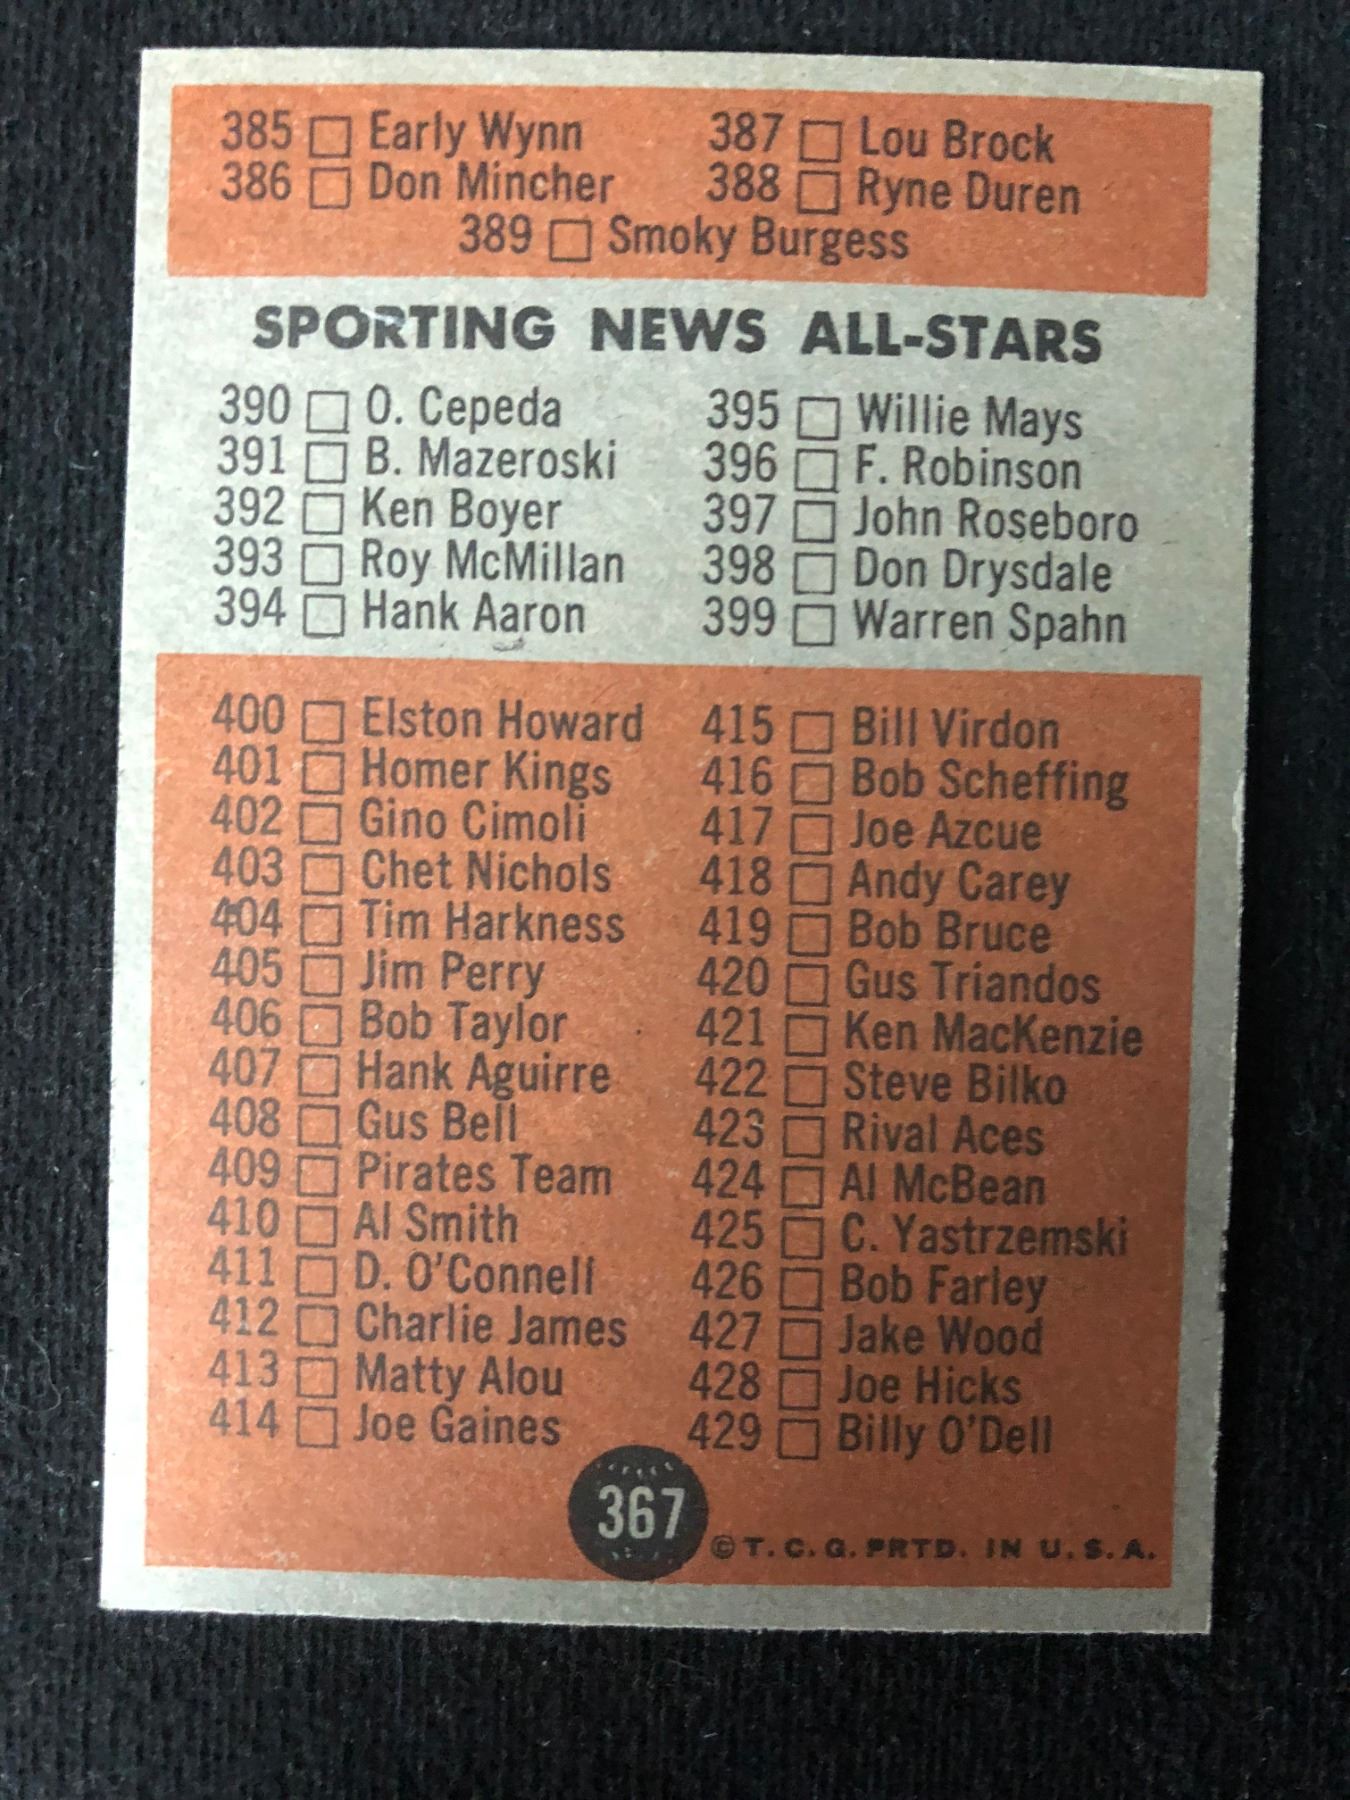 385 Early Wynn 387 Lou Brock
386 Don Mincher 388 Ryne Duren
389 Smoky Burgess
SPORTING NEWS ALL-STARS
390 O. Cepeda 395 Willie Mays
391 B. Mazeroski 396 F. Robinson
392 Ken Boyer 397 John Roseboro
393 Roy McMillan 398 Don Drysdale
394 Hank Aaron 399 Warren Spahn
400 Elston Howard 415 Bill Virdon
401 Homer Kings 416 Bob Scheffing
402 Gino Cimoli 417 Joe Azcue
403 Chet Nichols 418 Andy Carey
404 Tim Harkness 419 Bob Bruce
405 Jim Perry 420 Gus Triandos
406 Bob Taylor 421 Ken MacKenzie
407 Hank Aguirre 422 Steve Bilko
408 Gus Bell 423 Rival Aces
409 Pirates Team 424 Al McBean
410 Al Smith 425 C. Yastrzemski
411 D. O'Connell 426 Bob Farley
412 Charlie James 427 Jake Wood
413 Matty Alou 428 Joe Hicks
414 Joe Gaines 429 Billy O'Dell
367
© T. C. G. PRTD. IN U. S. A.